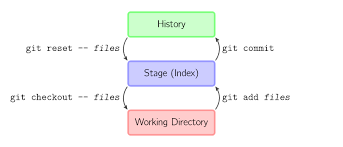 History
git reset -- files
git commit
Stage (Index)
git checkout -- files
git add files
Working Directory